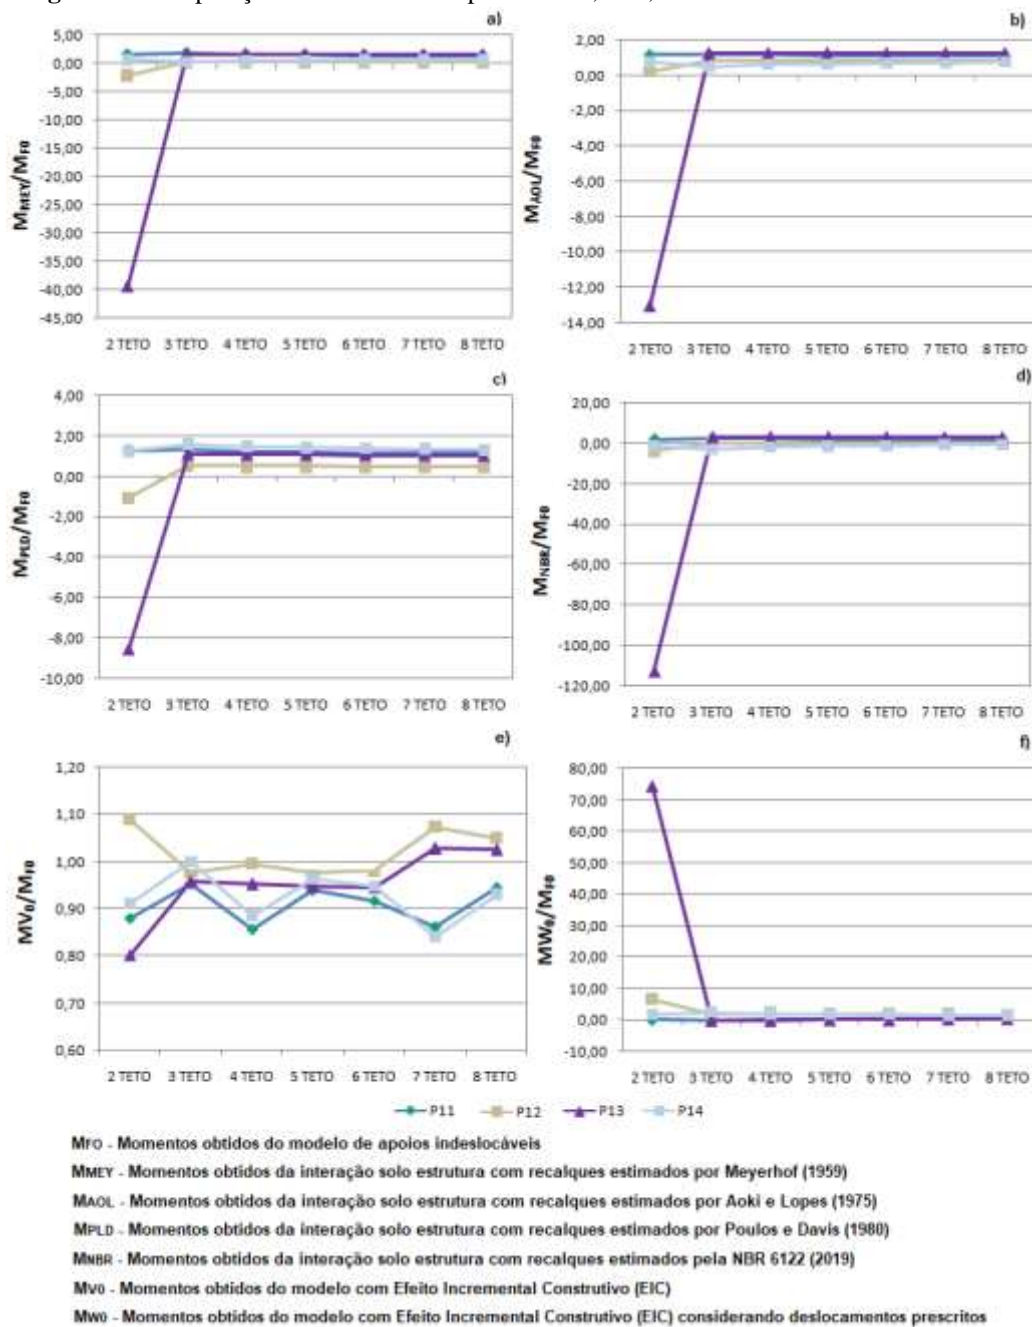 a)
5,00
0,00
-5,00
-10,00
-15,00
-20,00
-25,00
-30,00
-35,00
-40,00
-45,00
MMEY/MF0
2 TETO 3 TETO 4 TETO 5 TETO 6 TETO 7 TETO 8 TETO
b)
2,00
0,00
-2,00
-4,00
-6,00
-8,00
-10,00
-12,00
-14,00
MAOL/MF0
2 TETO 3 TETO 4 TETO 5 TETO 6 TETO 7 TETO 8 TETO
c)
4,00
2,00
0,00
-2,00
-4,00
-6,00
-8,00
-10,00
MPLD/MF0
2 TETO 3 TETO 4 TETO 5 TETO 6 TETO 7 TETO 8 TETO
d)
20,00
0,00
-20,00
-40,00
-60,00
-80,00
-100,00
-120,00
MNBR/MF0
2 TETO 3 TETO 4 TETO 5 TETO 6 TETO 7 TETO 8 TETO
e)
1,20
1,10
1,00
0,90
0,80
0,70
0,60
MV0/MF0
2 TETO 3 TETO 4 TETO 5 TETO 6 TETO 7 TETO 8 TETO
f)
80,00
70,00
60,00
50,00
40,00
30,00
20,00
10,00
0,00
-10,00
MW0/MF0
2 TETO 3 TETO 4 TETO 5 TETO 6 TETO 7 TETO 8 TETO
P11 P12 P13 P14
MFO - Momentos obtidos do modelo de apoios indeslocáveis
MMEY - Momentos obtidos da interação solo estrutura com recalques estimados por Meyerhof (1959)
MAOL - Momentos obtidos da interação solo estrutura com recalques estimados por Aoki e Lopes (1975)
MPLD - Momentos obtidos da interação solo estrutura com recalques estimados por Poulos e Davis (1980)
MNBR - Momentos obtidos da interação solo estrutura com recalques estimados pela NBR 6122 (2019)
MV0 - Momentos obtidos do modelo com Efeito Incremental Construtivo (EIC)
MW0 - Momentos obtidos do modelo com Efeito Incremental Construtivo (EIC) considerando deslocamentos prescritos